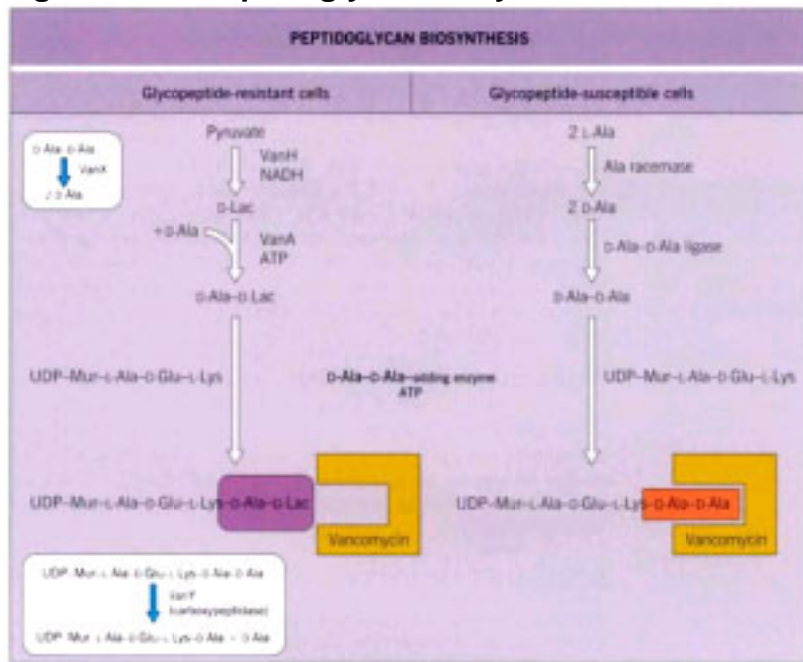 PEPTIDOGLYCAN BIOSYNTHESIS
Glycopeptide-resistant cells
Glycopeptide-susceptible cells
D-Ala–D-Ala
VanX
2 D-Ala
Pyruvate
VanH
NADH
D-Lac
+D-Ala
VanA
ATP
D-Ala–D-Lac
UDP–Mur–L-Ala–D-Glu–L-Lys
D-Ala–D-Ala–adding enzyme
ATP
UDP–Mur–L-Ala–D-Glu–L-Lys–D-Ala–D-Lac
Vancomycin
UDP–Mur–L-Ala–D-Glu–L-Lys–D-Ala–D-Ala
VanY
(carboxypeptidase)
UDP–Mur–L-Ala–D-Glu–L-Lys–D-Ala + D-Ala
2 L-Ala
Ala racemase
2 D-Ala
D-Ala–D-Ala ligase
D-Ala–D-Ala
UDP–Mur–L-Ala–D-Glu–L-Lys
UDP–Mur–L-Ala–D-Glu–L-Lys–D-Ala–D-Ala
Vancomycin